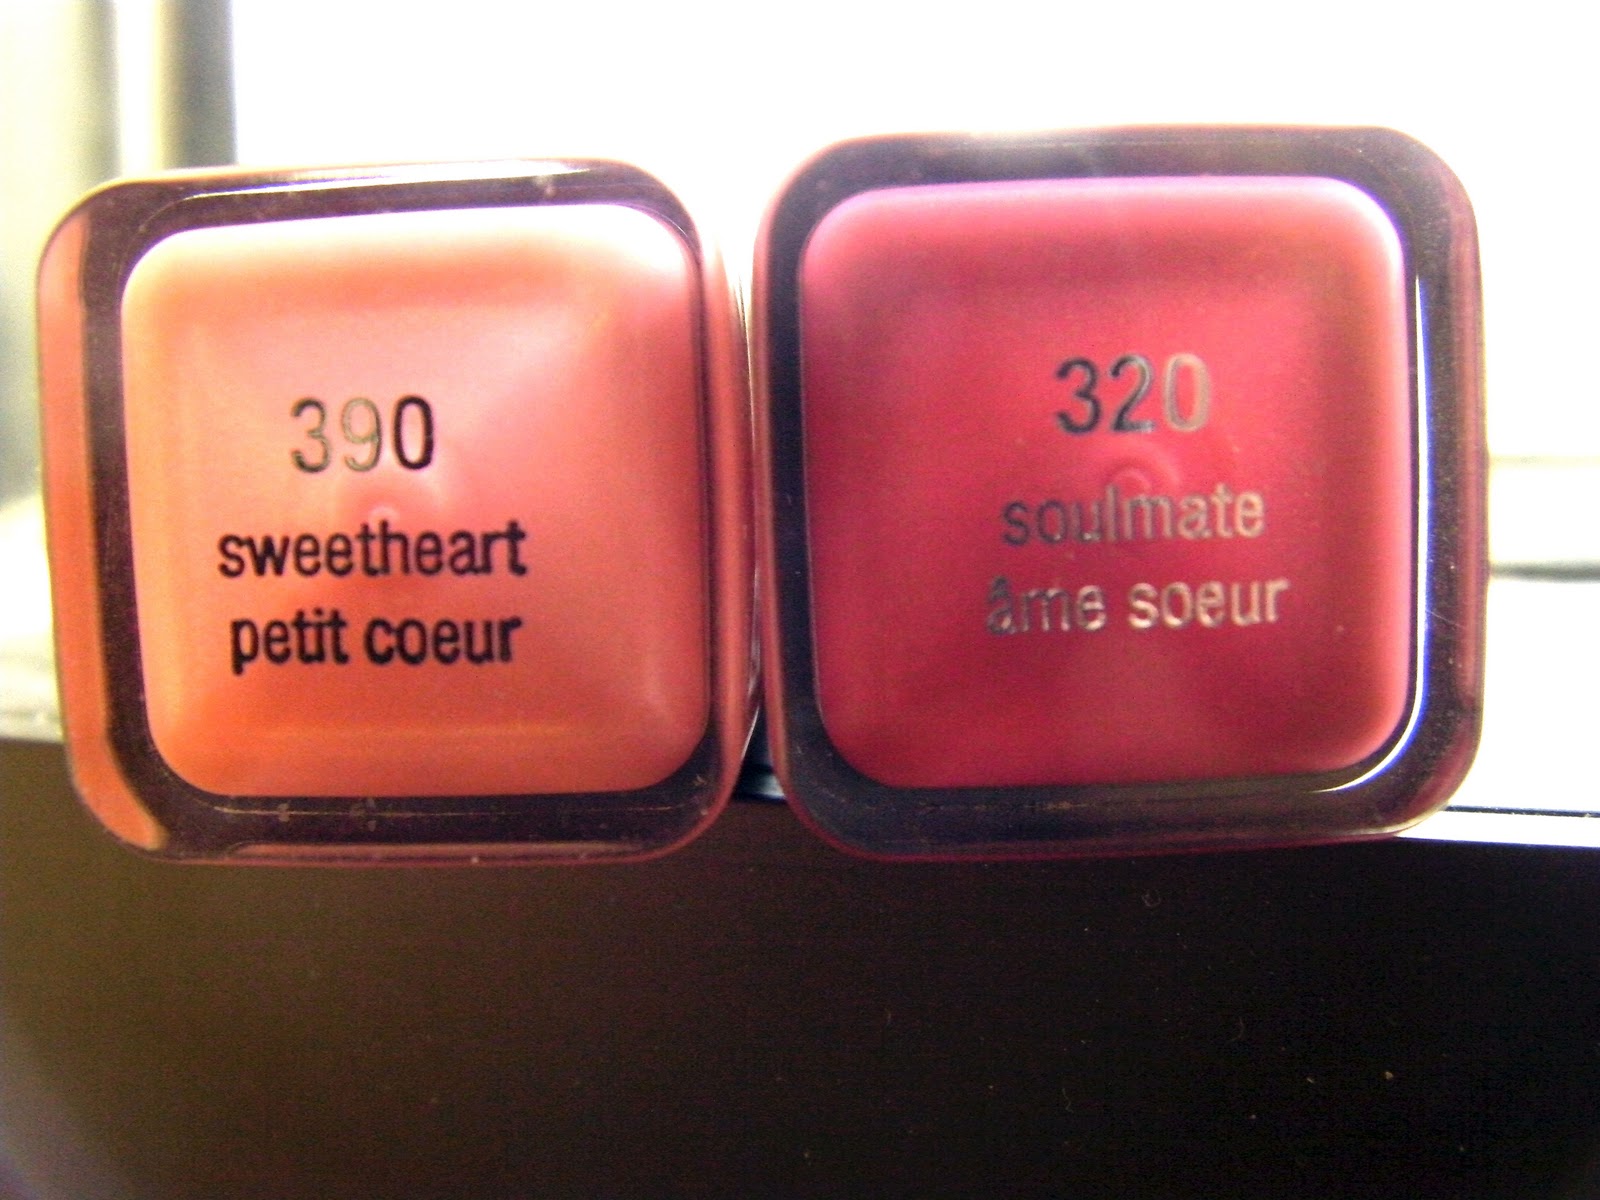 390
sweetheart
petit coeur
320
soulmate
âme soeur